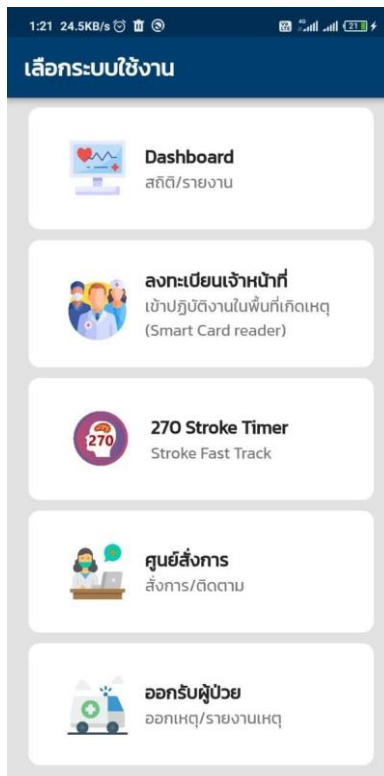 1:21 24.5KB/s
4G
21
เลือกระบบใช้งาน
Dashboard
สถิติ/รายงาน
ลงทะเบียนเจ้าหน้าที่
เข้าปฏิบัติงานในพื้นที่เกิดเหตุ
(Smart Card reader)
270
270 Stroke Timer
Stroke Fast Track
ศูนย์สั่งการ
สั่งการ/ติดตาม
ออกรับผู้ป่วย
ออกเหตุ/รายงานเหตุ